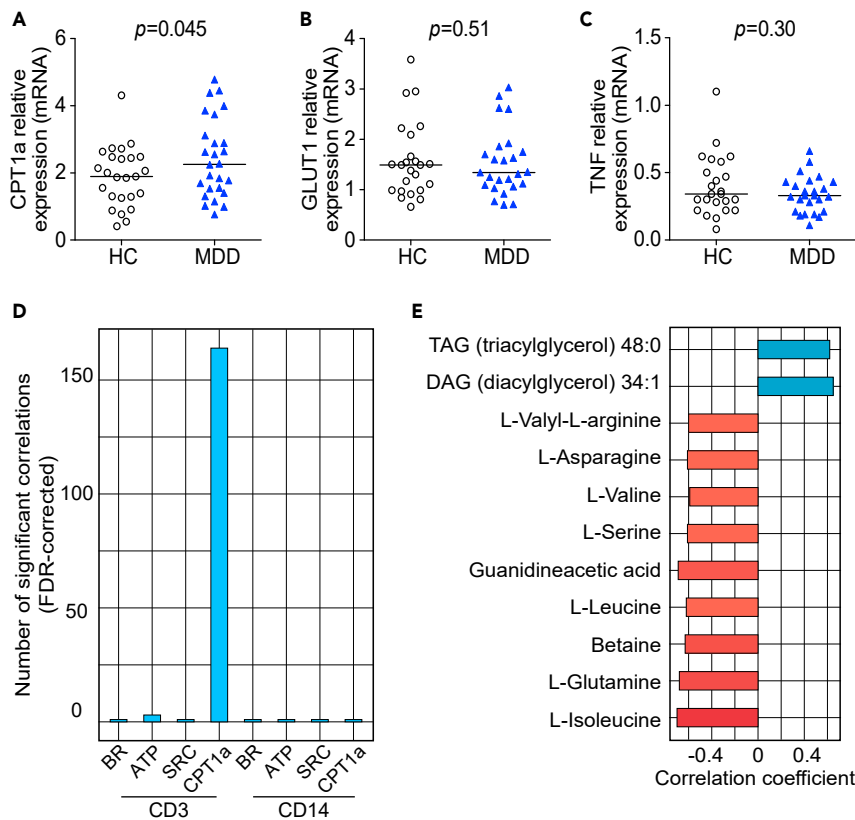 A
p=0.045
CPT1a relative
expression (mRNA)
6
4
2
0
HC
MDD
B
p=0.51
GLUT1 relative
expression (mRNA)
4
3
2
1
0
HC
MDD
C
p=0.30
TNF relative
expression (mRNA)
1.5
1.0
0.5
0.0
HC
MDD
D
Number of significant correlations
(FDR-corrected)
150
100
50
0
BR
ATP
SRC
CPT1a
BR
ATP
SRC
CPT1a
CD3
CD14
E
TAG (triacylglycerol) 48:0
DAG (diacylglycerol) 34:1
L-Valyl-L-arginine
L-Asparagine
L-Valine
L-Serine
Guanidineacetic acid
L-Leucine
Betaine
L-Glutamine
L-Isoleucine
-0.4
0
0.4
Correlation coefficient